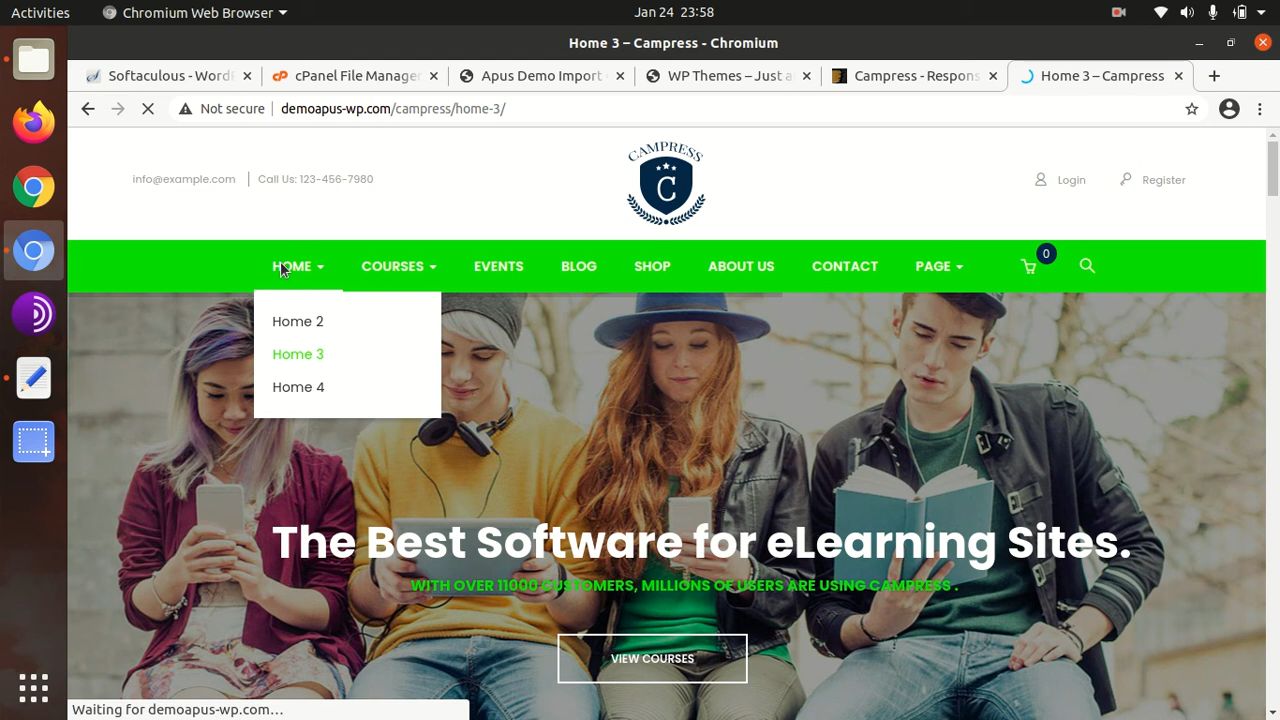 Activities
Chromium Web Browser
Jan 24 23:58
Home 3 – Campress - Chromium
Softaculous - WordP
cPanel File Manager
Apus Demo Import
WP Themes – Just a
Campress - Respons
Home 3 – Campress
Not secure
demoapus-wp.com/campress/home-3/
info@example.com
Call Us: 123-456-7980
CAMPRESS
C
Login
Register
HOME
COURSES
EVENTS
BLOG
SHOP
ABOUT US
CONTACT
PAGE
0
Home 2
Home 3
Home 4
The Best Software for eLearning Sites.
WITH OVER 11000 CUSTOMERS, MILLIONS OF USERS ARE USING CAMPRESS .
VIEW COURSES
Waiting for demoapus-wp.com…